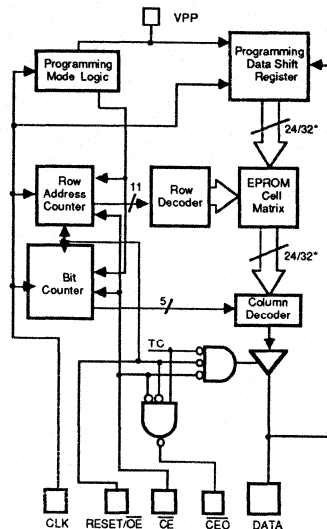 VPP
Programming
Mode Logic
Programming
Data Shift
Register
24/32*
Row
Address
Counter
11
Row
Decoder
EPROM
Cell
Matrix
24/32*
Bit
Counter
5
Column
Decoder
TC
CLK
RESET/OE
CE
CEO
DATA